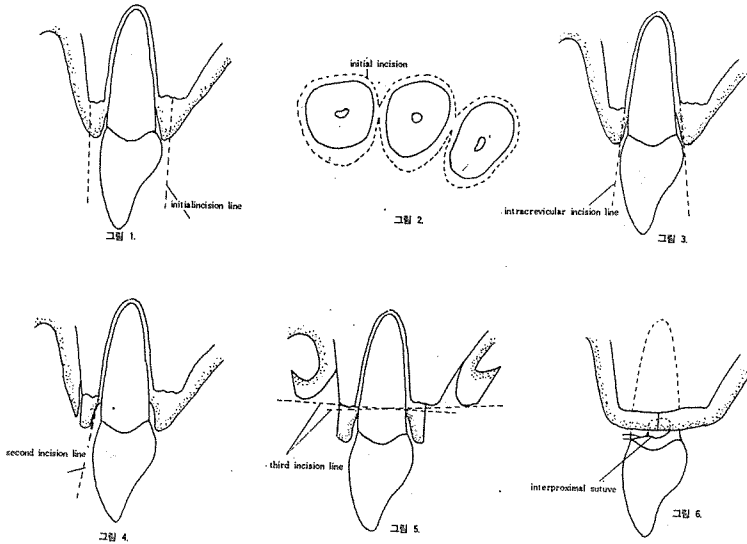 initial incision
initialincision line
그림 1.
그림 2.
intracrevicular incision line
그림 3.
second incision line
그림 4.
third incision line
그림 5.
interproximal sutuve
그림 6.